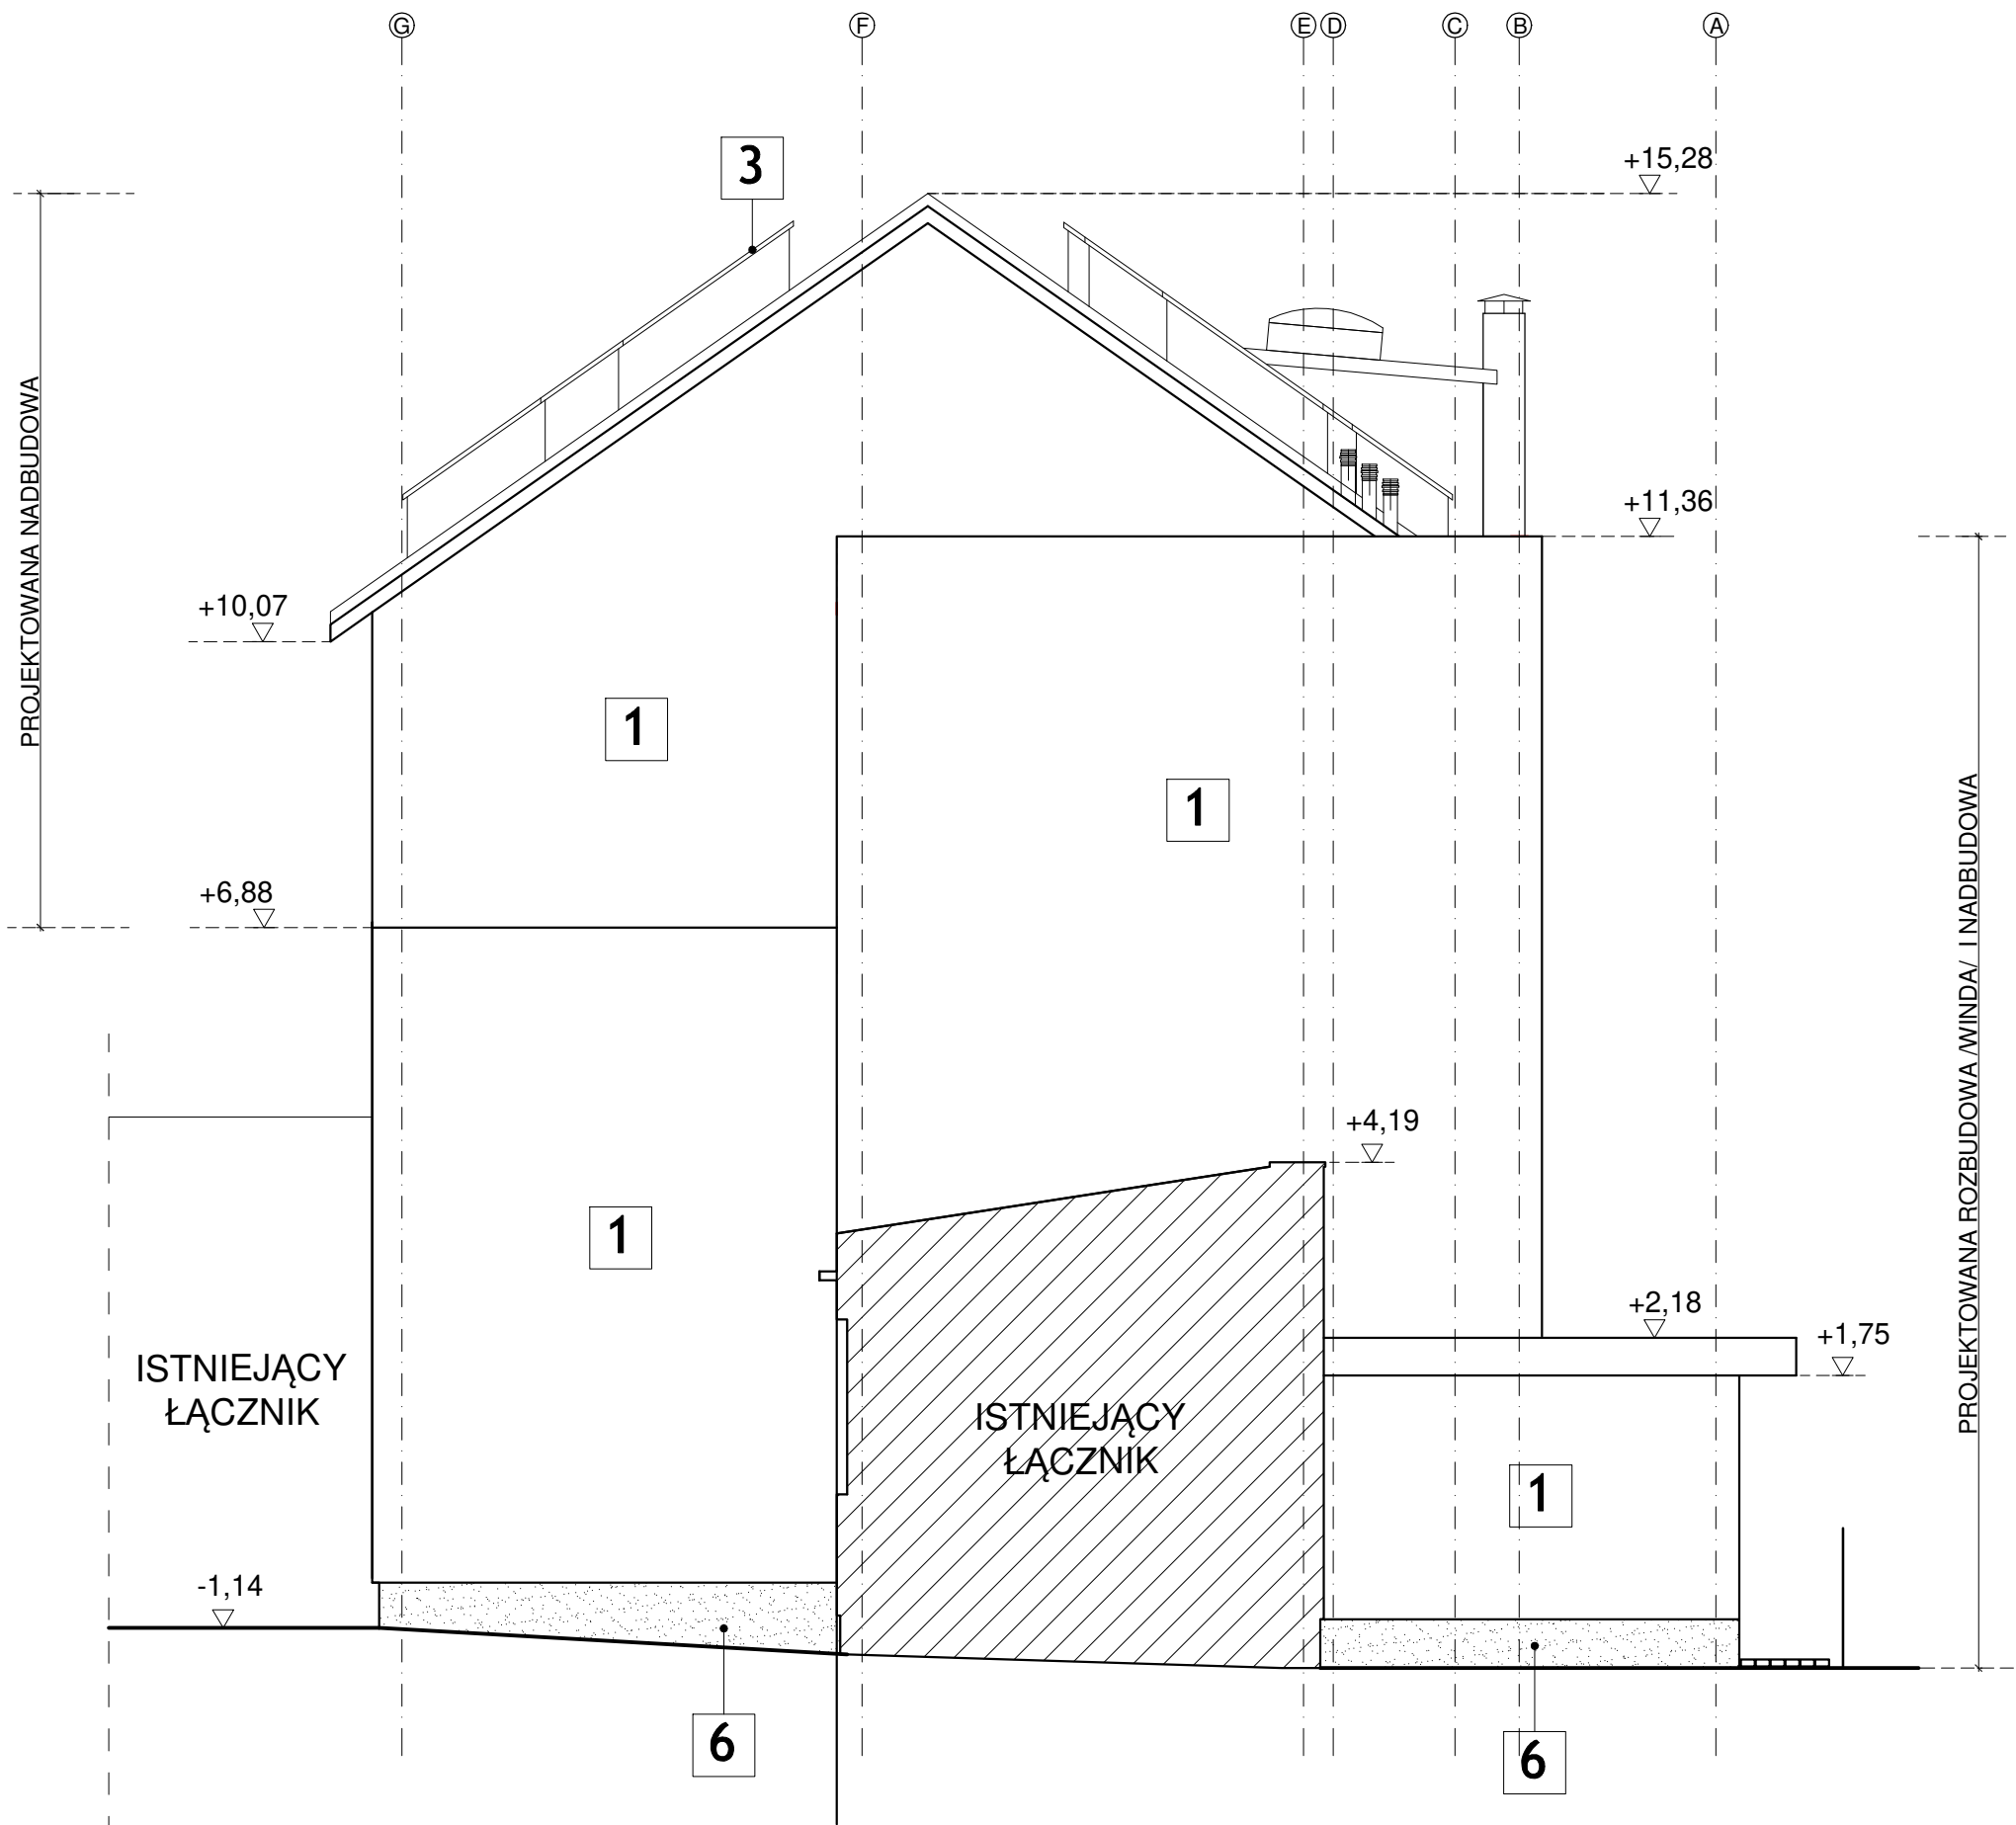 G F E D C B A
3
+15,28
+11,36
+10,07
PROJEKTOWANA NADBUDOWA
1
1
+6,88
PROJEKTOWANA ROZBUDOWA /WINDA/ I NADBUDOWA
+4,19
1
+2,18
+1,75
ISTNIEJĄCY
ŁĄCZNIK
ISTNIEJĄCY
ŁĄCZNIK
1
-1,14
6
6